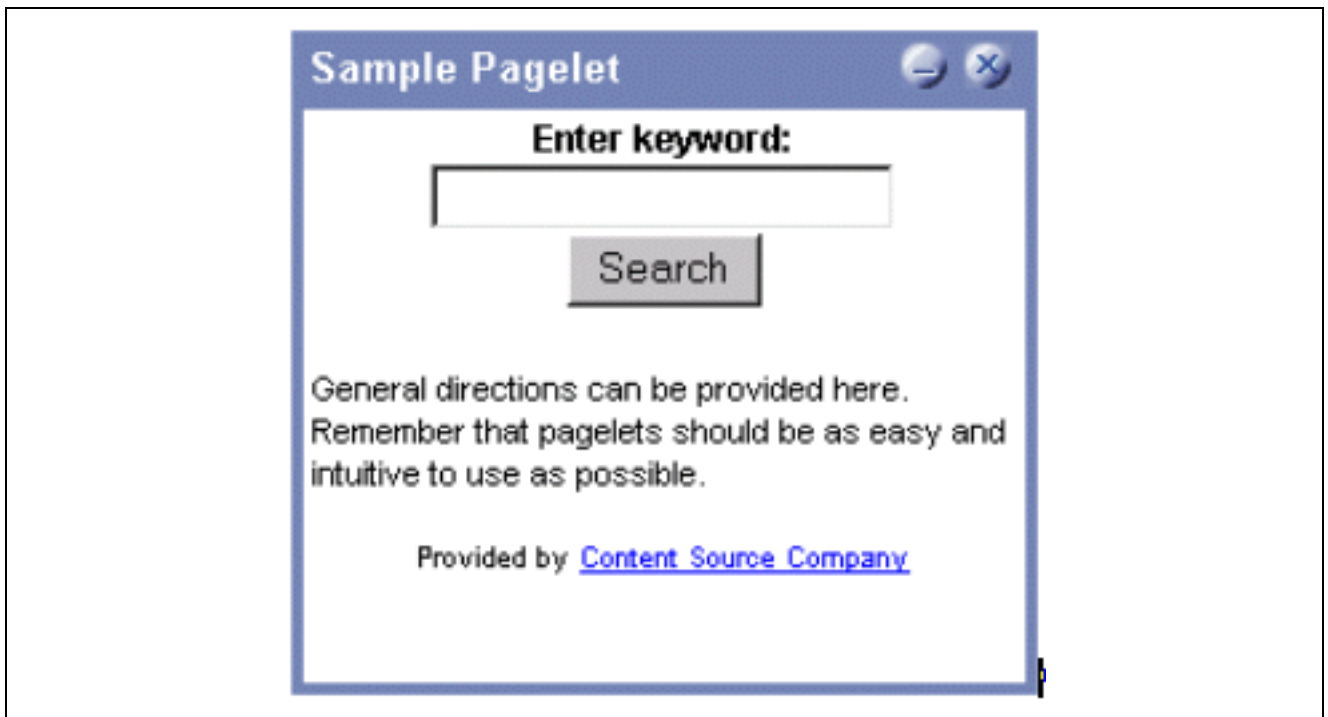 Sample Pagelet
Enter keyword:
Search
General directions can be provided here.
Remember that pagelets should be as easy and
intuitive to use as possible.
Provided by Content Source Company